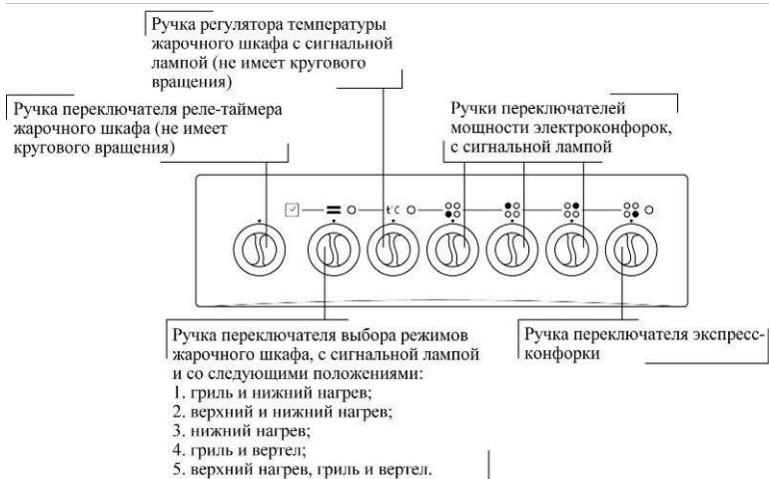 Ручка регулятора температуры
жарочного шкафа с сигнальной
лампой (не имеет кругового
вращения)
Ручка переключателя реле-таймера
жарочного шкафа (не имеет
кругового вращения)
Ручки переключателей
мощности электроконфорок,
с сигнальной лампой
t°C
Ручка переключателя выбора режимов
жарочного шкафа, с сигнальной лампой
и со следующими положениями:
1. гриль и нижний нагрев;
2. верхний и нижний нагрев;
3. нижний нагрев;
4. гриль и вертел;
5. верхний нагрев, гриль и вертел.
Ручка переключателя экспресс-
конфорки